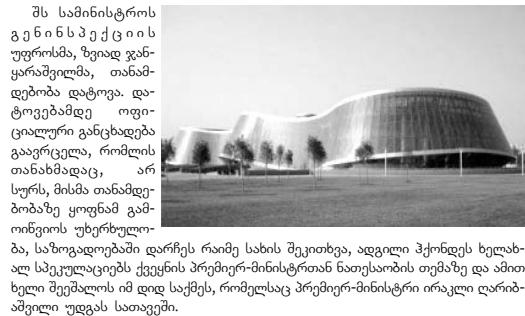 შს სამინისტროს
გენინსპექციის
უფროსმა, ზვიად ჯან-
ყარაშვილმა, თანამ-
დებობა დატოვა. და-
ტოვებამდე ოფი-
ციალური განცხადება
გაავრცელა, რომლის
თანახმადაც, არ
სურს, მისმა თანამდე-
ბობაზე ყოფნამ გამ-
ოიწვიოს უხერხულო-
ბა, საზოგადოებაში დარჩეს რაიმე სახის შეკითხვა, ადგილი ჰქონდეს ხელახ-
ალ სპეკულაციებს ქვეყნის პრემიერ-მინისტრთან ნათესაობის თემაზე და ამით
ხელი შეეშალოს იმ დიდ საქმეს, რომელსაც პრემიერ-მინისტრი ირაკლი ღარიბ-
აშვილი უდგას სათავეში.